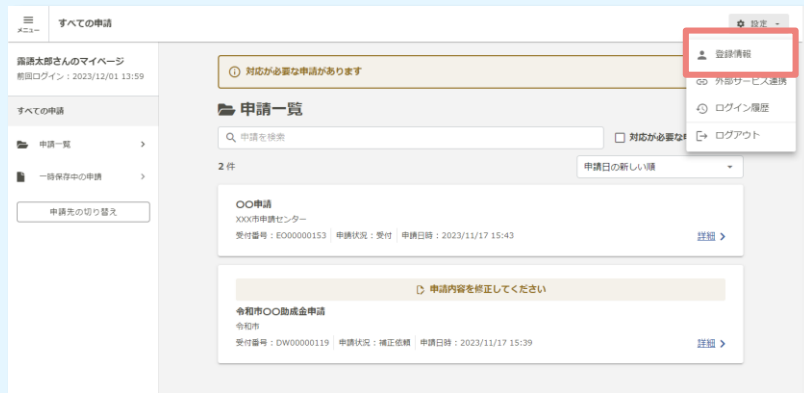 メニュー
すべての申請
設定
露語太郎さんのマイページ
前回ログイン：2023/12/01 13:59
すべての申請
申請一覧
一時保存中の申請
申請先の切り替え
対応が必要な申請があります
登録情報
外部サービス連携
ログイン履歴
ログアウト
申請一覧
申請を検索
対応が必要な
2 件
申請日の新しい順
〇〇申請
XXX市申請センター
受付番号：EO00000153 申請状況：受付 申請日時：2023/11/17 15:43
詳細
申請内容を修正してください
令和市〇〇助成金申請
令和市
受付番号：DW00000119 申請状況：補正依頼 申請日時：2023/11/17 15:39
詳細